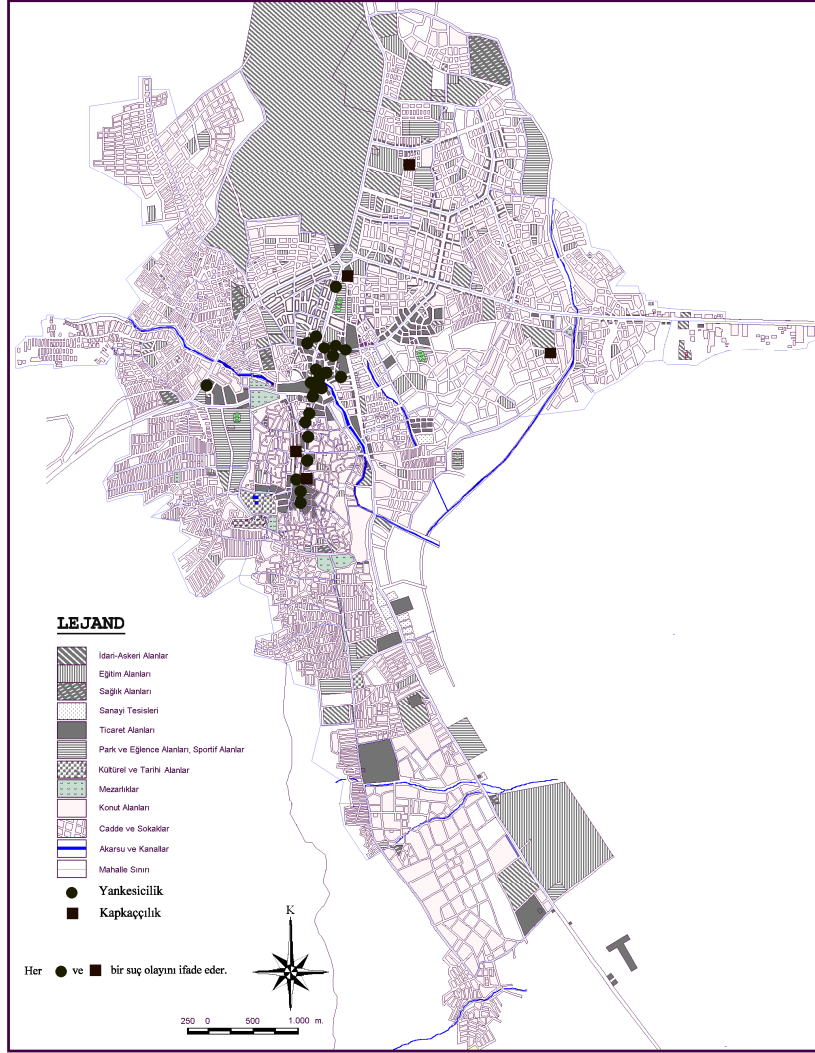 LEJAND
İdari-Askeri Alanlar
Eğitim Alanları
Sağlık Alanları
Sanayi Tesisleri
Ticaret Alanları
Park ve Eğlence Alanları, Sportif Alanlar
Kültürel ve Tarihi Alanlar
Mezarlıklar
Konut Alanları
Cadde ve Sokaklar
Akarsu ve Kanallar
Mahalle Sınırı
Yankesicilik
Kapkaççılık
K
Her ve bir suç olayını ifade eder.
250 0 500 1.000 m.